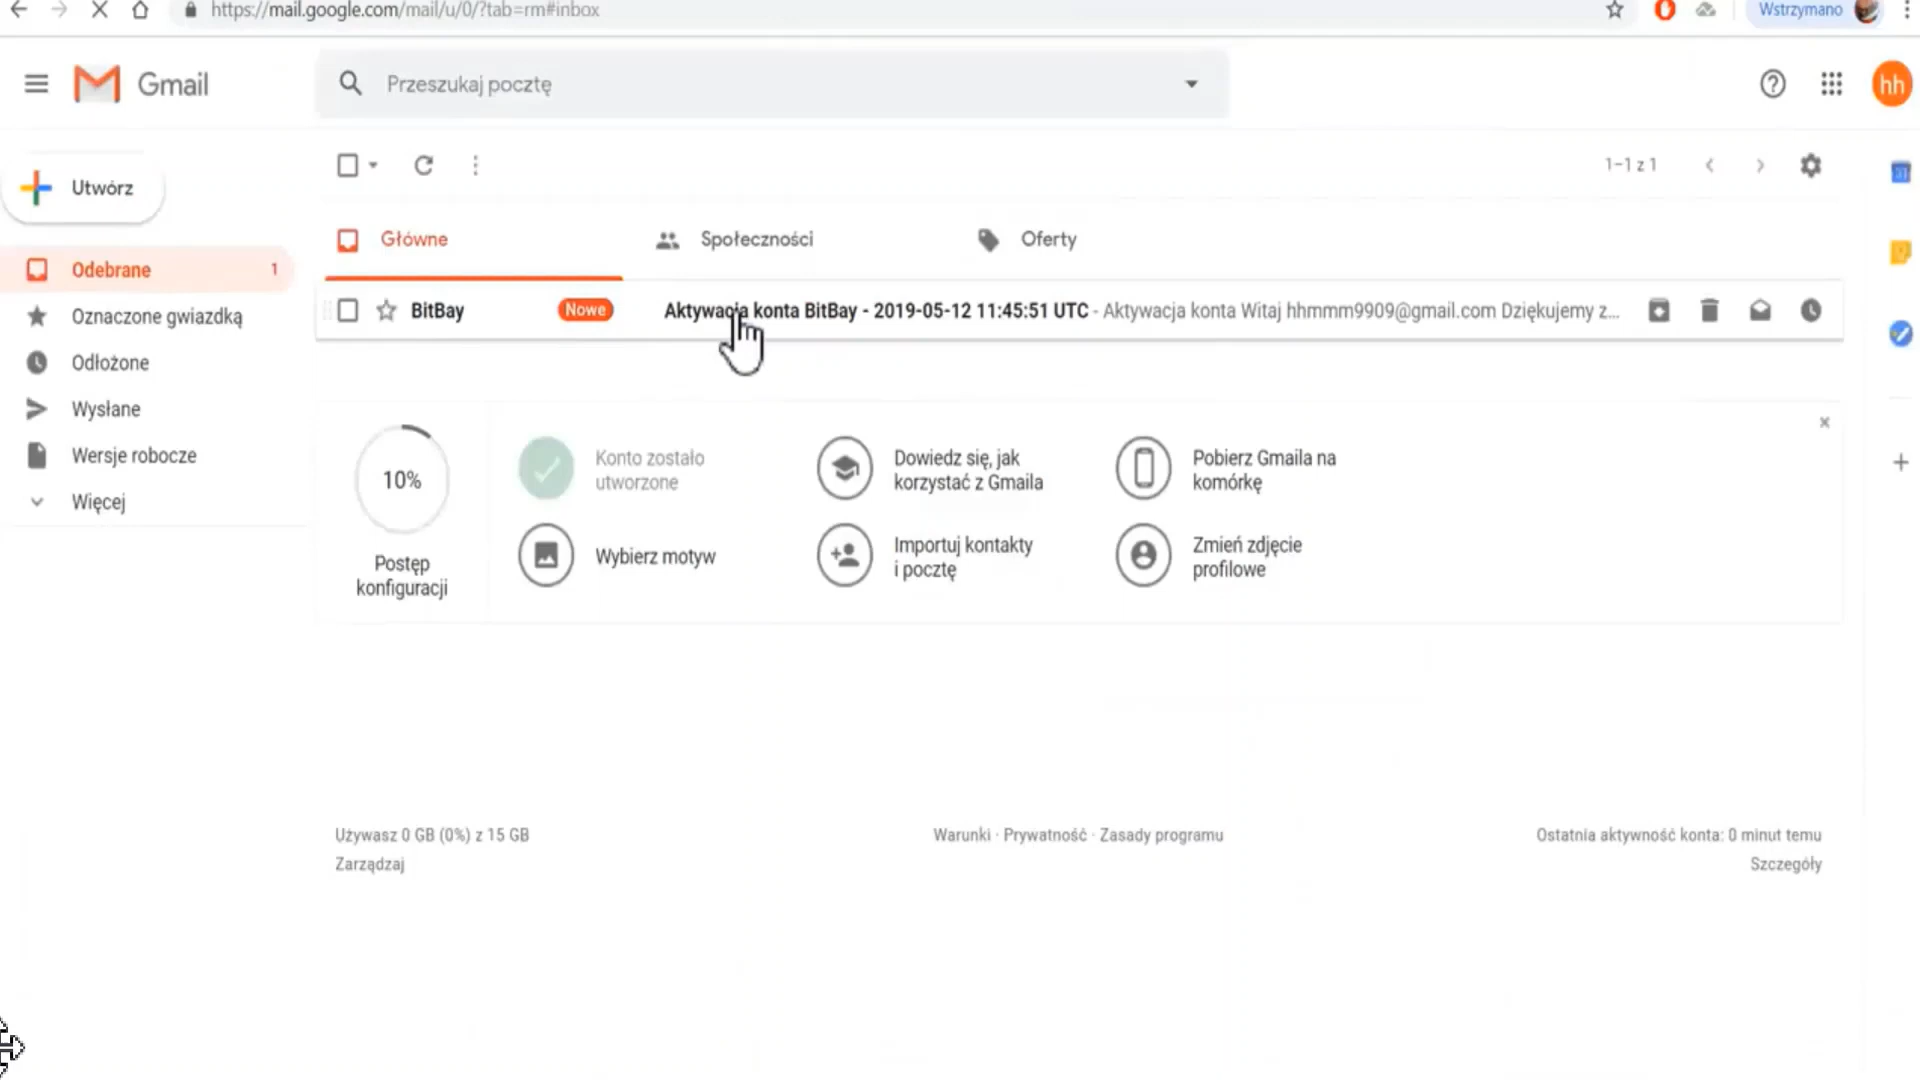 https://mail.google.com/mail/u/0/?tab=rm#inbox
Wstrzymano
Gmail
Przeszukaj pocztę
hh
Utwórz
1–1 z 1
Główne
Społeczności
Oferty
Odebrane
1
Oznaczone gwiazdką
Odłożone
Wysłane
Wersje robocze
Więcej
BitBay
Nowe
Aktywacja konta BitBay - 2019-05-12 11:45:51 UTC - Aktywacja konta Witaj hhmmm9909@gmail.com Dziękujemy z...
10%
Postęp
konfiguracji
Konto zostało
utworzone
Dowiedz się, jak
korzystać z Gmaila
Pobierz Gmaila na
komórkę
Wybierz motyw
Importuj kontakty
i pocztę
Zmień zdjęcie
profilowe
Używasz 0 GB (0%) z 15 GB
Zarządzaj
Warunki · Prywatność · Zasady programu
Ostatnia aktywność konta: 0 minut temu
Szczegóły